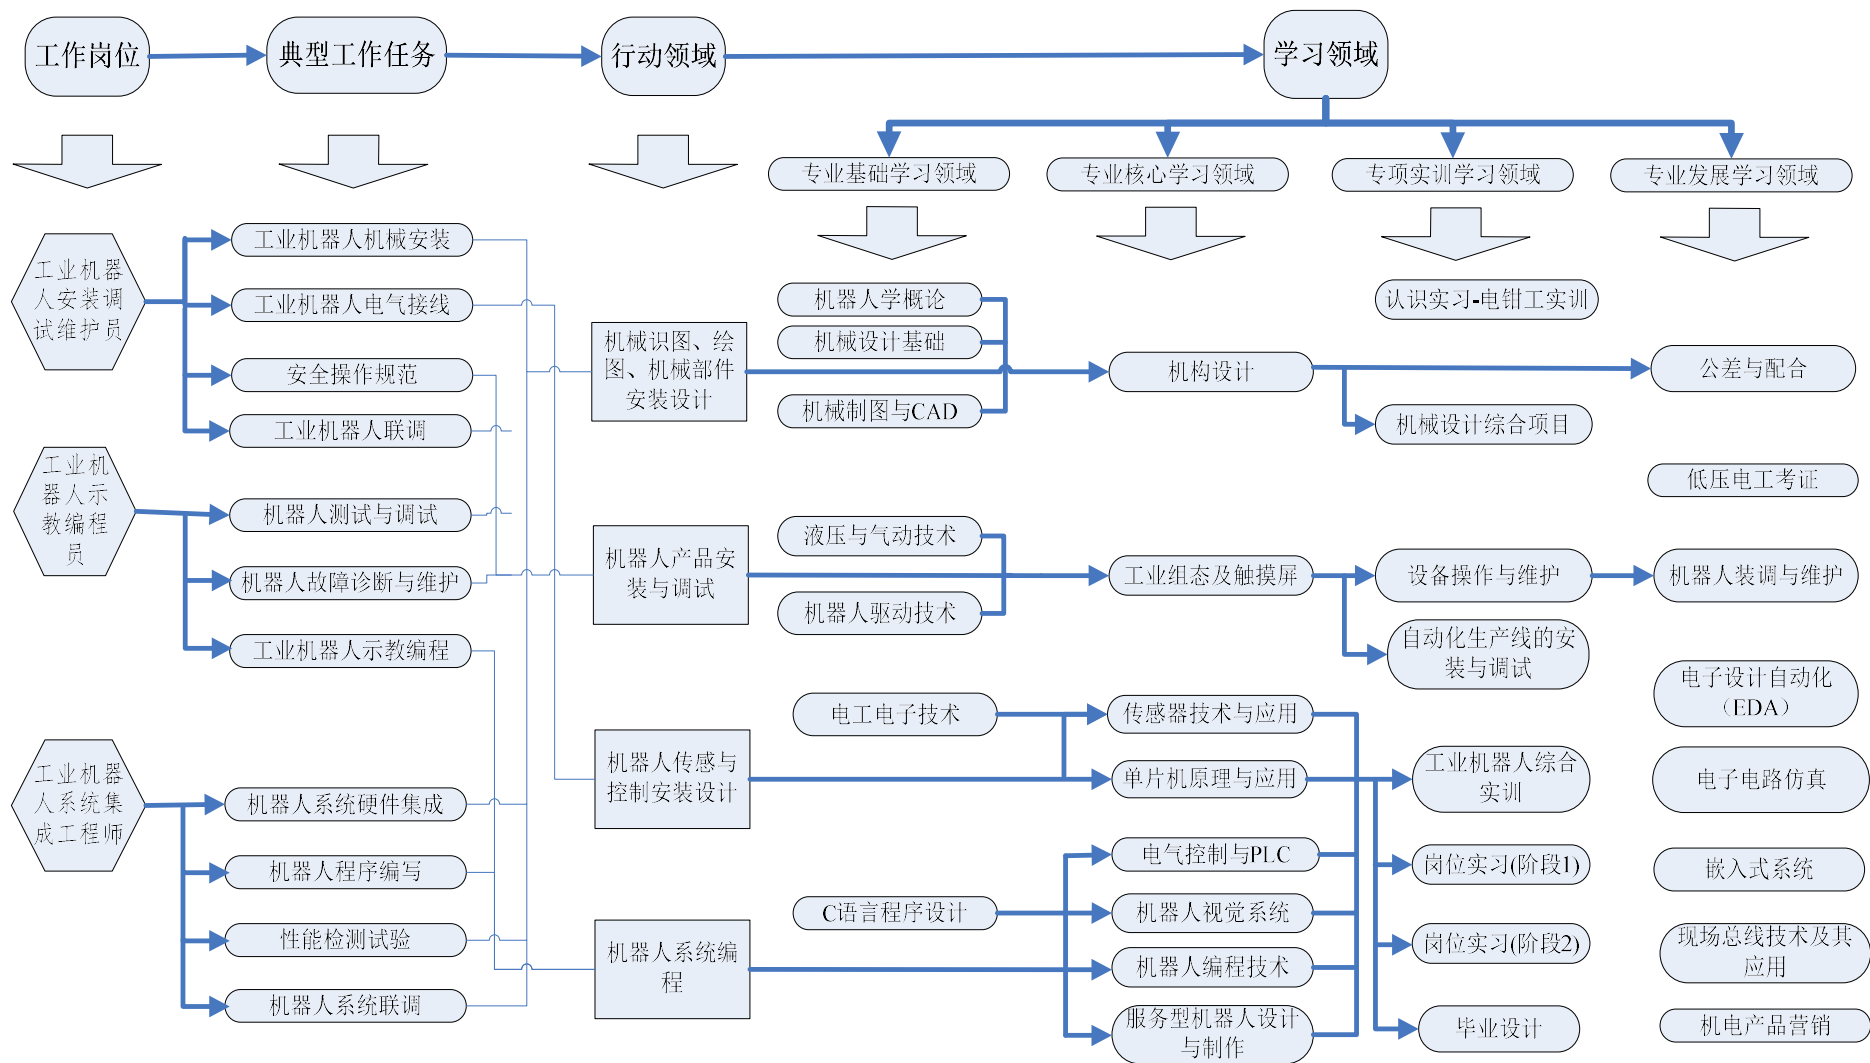 工作岗位
典型工作任务
行动领域
学习领域
专业基础学习领域
专业核心学习领域
专项实训学习领域
专业发展学习领域
工业机器
人安装调
试维护员
工业机器人机械安装
工业机器人电气接线
安全操作规范
工业机器人联调
工业机
器人示
教编程
员
机器人测试与调试
机器人故障诊断与维护
工业机器人示教编程
工业机器
人系统集
成工程师
机器人系统硬件集成
机器人程序编写
性能检测试验
机器人系统联调
机械识图、绘
图、机械部件
安装设计
机器人产品安
装与调试
机器人传感与
控制安装设计
机器人系统编
程
机器人学概论
机械设计基础
机械制图与CAD
液压与气动技术
机器人驱动技术
电工电子技术
C语言程序设计
机构设计
工业组态及触摸屏
传感器技术与应用
单片机原理与应用
电气控制与PLC
机器人视觉系统
机器人编程技术
服务型机器人设计
与制作
认识实习-电钳工实训
机械设计综合项目
设备操作与维护
自动化生产线的安
装与调试
工业机器人综合
实训
岗位实习(阶段1)
岗位实习(阶段2)
毕业设计
公差与配合
低压电工考证
机器人装调与维护
电子设计自动化
（EDA）
电子电路仿真
嵌入式系统
现场总线技术及其
应用
机电产品营销